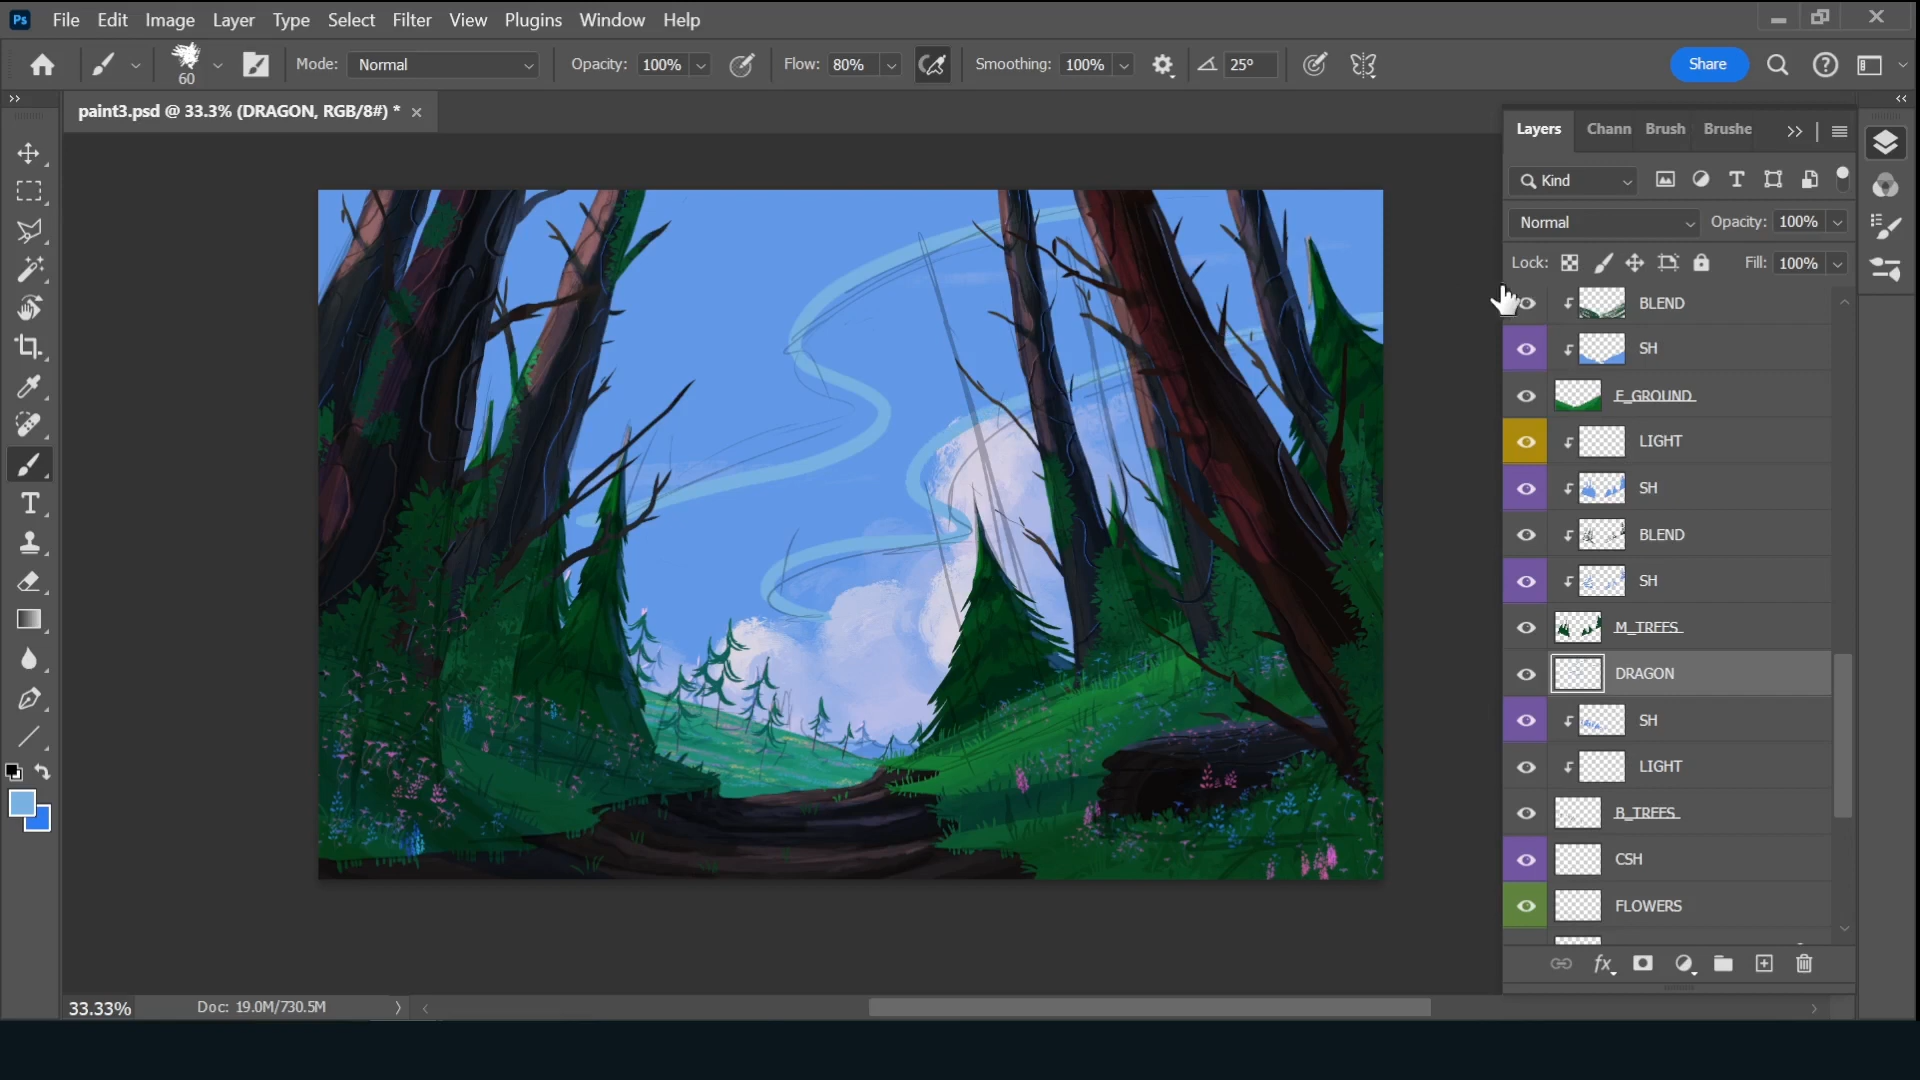 Ps File Edit Image Layer Type Select Filter View Plugins Window Help
60 Mode: Normal Opacity: 100% Flow: 80% Smoothing: 100% 25° Share
paint3.psd @ 33.3% (DRAGON, RGB/8#) *
Layers Chann Brush Brushe
Kind
Normal Opacity: 100%
Lock: Fill: 100%
BLEND
SH
F_GROUND
LIGHT
SH
BLEND
SH
M_TREES
DRAGON
SH
LIGHT
B_TREES
CSH
FLOWERS
fx
33.33% Doc: 19.0M/730.5M